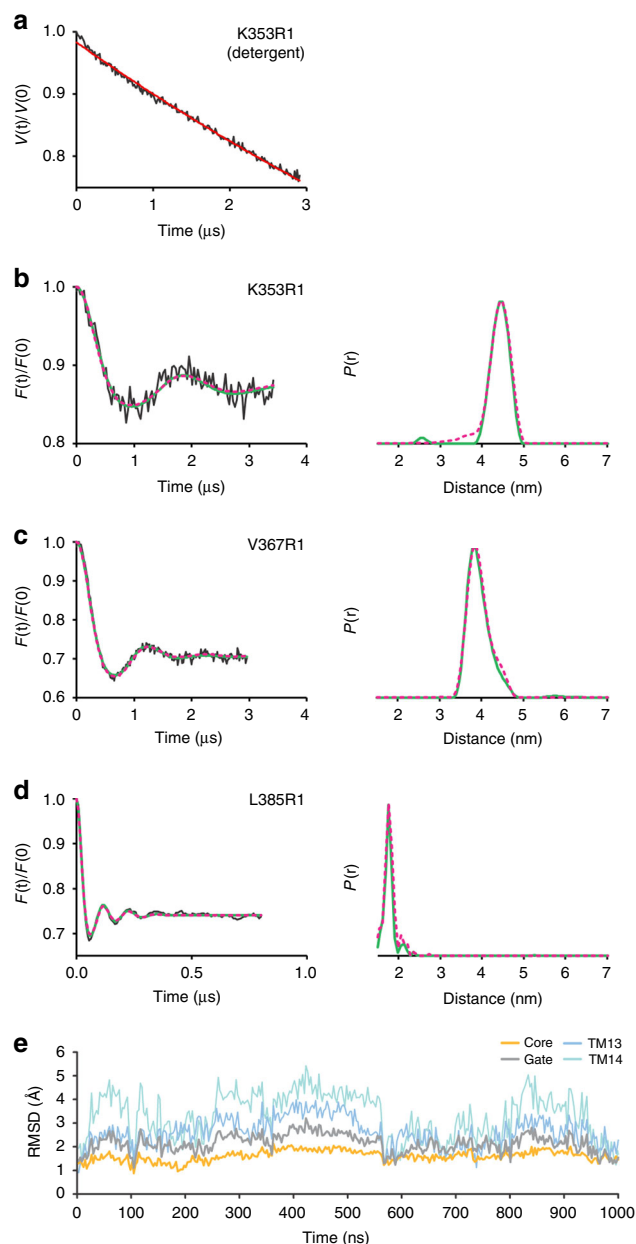 a
K353R1
(detergent)
V(t)/V(0)
1.0
0.9
0.8
0 1 2 3
Time (μs)
b
K353R1
F(t)/F(0)
1.0
0.9
0.8
0 1 2 3 4
Time (μs)
P(r)
2 3 4 5 6 7
Distance (nm)
c
V367R1
F(t)/F(0)
1.0
0.9
0.8
0.7
0.6
0 1 2 3 4
Time (μs)
P(r)
2 3 4 5 6 7
Distance (nm)
d
L385R1
F(t)/F(0)
1.0
0.9
0.8
0.7
0.0 0.5 1.0
Time (μs)
P(r)
2 3 4 5 6 7
Distance (nm)
e
Core TM13
Gate TM14
RMSD (Å)
6
5
4
3
2
1
0
0 100 200 300 400 500 600 700 800 900 1000
Time (ns)